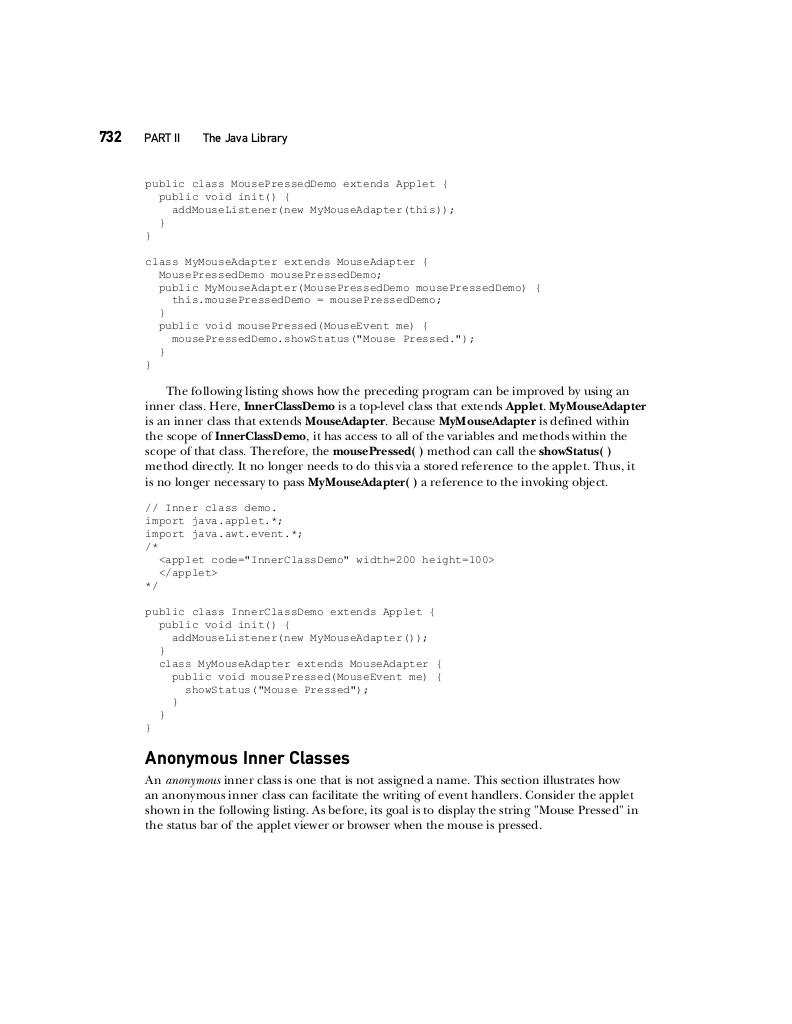 732 PART II The Java Library
public class MousePressedDemo extends Applet {
  public void init() {
    addMouseListener(new MyMouseAdapter(this));
  }
}
class MyMouseAdapter extends MouseAdapter {
  MousePressedDemo mousePressedDemo;
  public MyMouseAdapter(MousePressedDemo mousePressedDemo) {
    this.mousePressedDemo = mousePressedDemo;
  }
  public void mousePressed(MouseEvent me) {
    mousePressedDemo.showStatus("Mouse Pressed.");
  }
}
The following listing shows how the preceding program can be improved by using an
inner class. Here, InnerClassDemo is a top-level class that extends Applet. MyMouseAdapter
is an inner class that extends MouseAdapter. Because MyMouseAdapter is defined within
the scope of InnerClassDemo, it has access to all of the variables and methods within the
scope of that class. Therefore, the mousePressed( ) method can call the showStatus( )
method directly. It no longer needs to do this via a stored reference to the applet. Thus, it
is no longer necessary to pass MyMouseAdapter( ) a reference to the invoking object.
// Inner class demo.
import java.applet.*;
import java.awt.event.*;
/*
  <applet code="InnerClassDemo" width=200 height=100>
  </applet>
*/
public class InnerClassDemo extends Applet {
  public void init() {
    addMouseListener(new MyMouseAdapter());
  }
  class MyMouseAdapter extends MouseAdapter {
    public void mousePressed(MouseEvent me) {
      showStatus("Mouse Pressed");
    }
  }
}
Anonymous Inner Classes
An anonymous inner class is one that is not assigned a name. This section illustrates how
an anonymous inner class can facilitate the writing of event handlers. Consider the applet
shown in the following listing. As before, its goal is to display the string "Mouse Pressed" in
the status bar of the applet viewer or browser when the mouse is pressed.